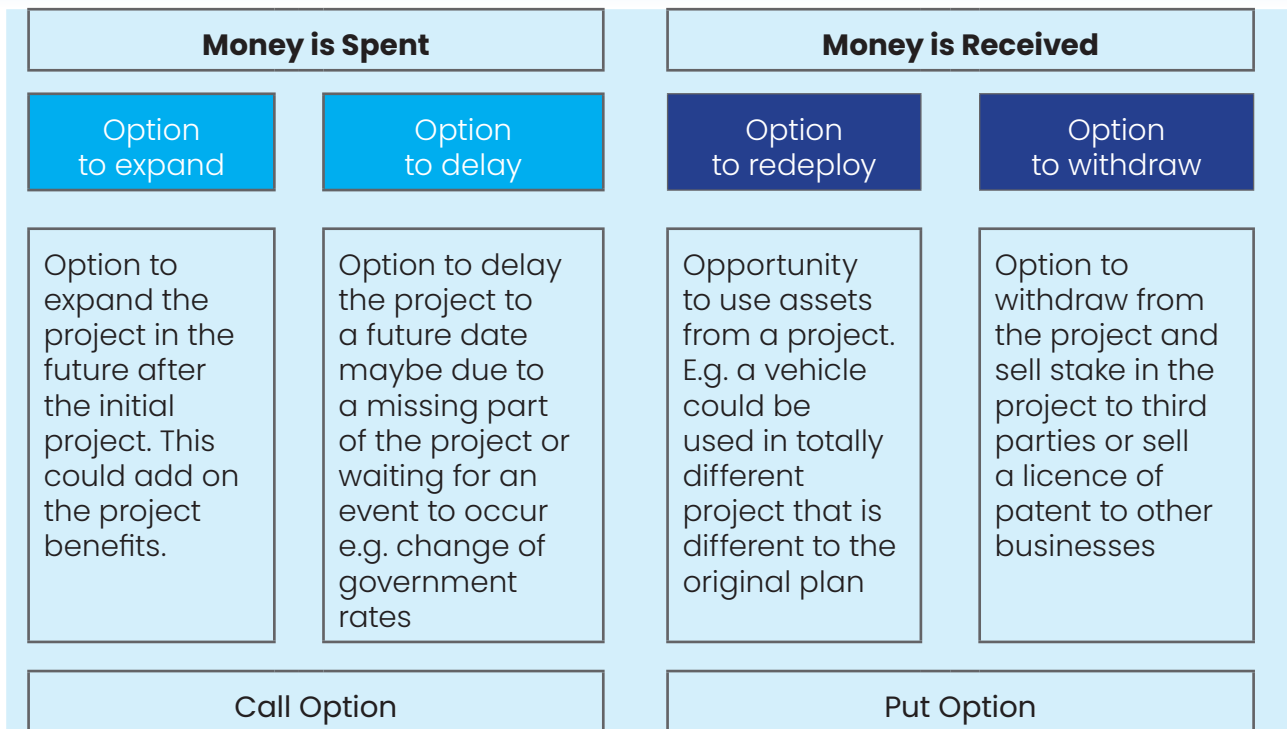 Money is Spent
Money is Received
Option
to expand
Option
to delay
Option
to redeploy
Option
to withdraw
Option to
expand the
project in the
future after
the initial
project. This
could add on
the project
benefits.
Option to delay
the project to
a future date
maybe due to
a missing part
of the project or
waiting for an
event to occur
e.g. change of
government
rates
Opportunity
to use assets
from a project.
E.g. a vehicle
could be
used in totally
different
project that is
different to the
original plan
Option to
withdraw from
the project and
sell stake in the
project to third
parties or sell
a licence of
patent to other
businesses
Call Option
Put Option